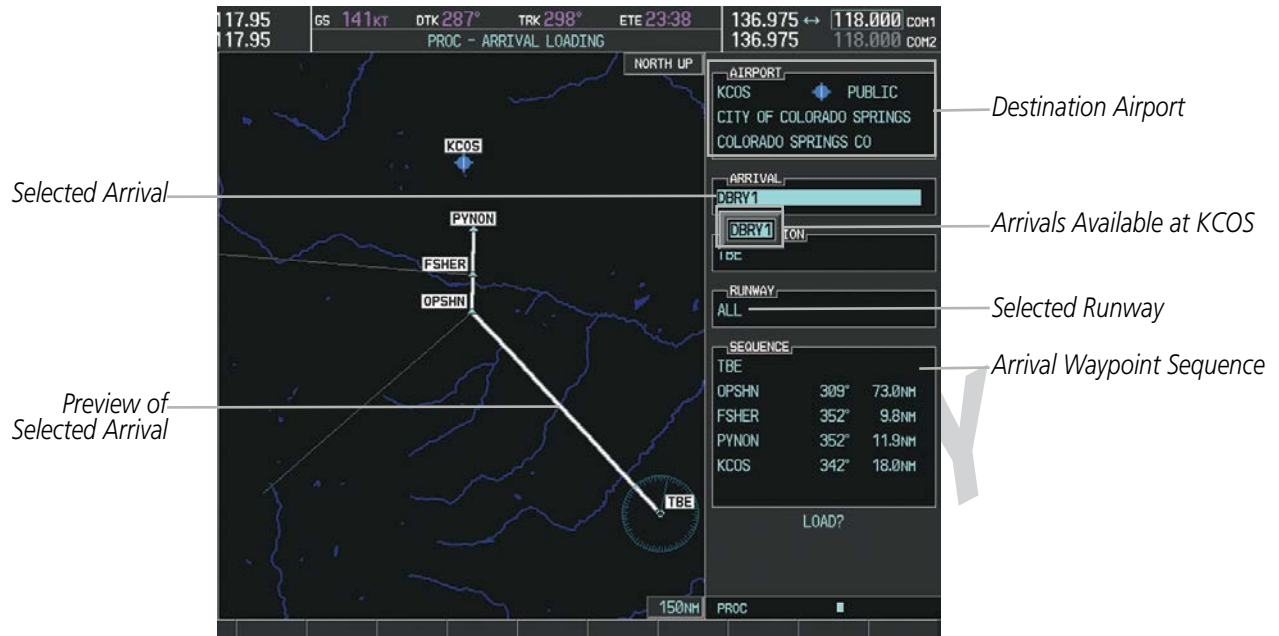 117.95 GS 141KT DTK 287° TRK 298° ETE 23:38 136.975 ↔ 118.000 COM1
117.95 PROC - ARRIVAL LOADING 136.975 118.000 COM2
NORTH UP
KCOS
PYNON
FSHER
OPSHN
TBE
150NM
AIRPORT
KCOS PUBLIC
CITY OF COLORADO SPRINGS
COLORADO SPRINGS CO
ARRIVAL
DBRY1
DBRY1
ION
TBE
RUNWAY
ALL
SEQUENCE
TBE
OPSHN 309° 73.0NM
FSHER 352° 9.8NM
PYNON 352° 11.9NM
KCOS 342° 18.0NM
LOAD?
PROC
Selected Arrival
Preview of
Selected Arrival
Destination Airport
Arrivals Available at KCOS
Selected Runway
Arrival Waypoint Sequence
Y